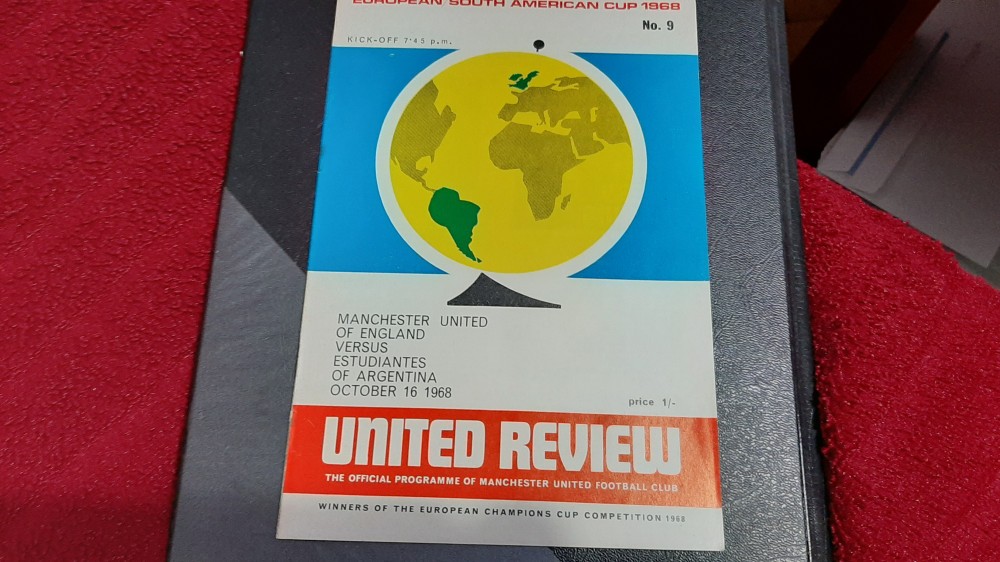 EUROPEAN SOUTH AMERICAN CUP 1968
No. 9
KICK-OFF 7·45 p.m.
MANCHESTER UNITED
OF ENGLAND
VERSUS
ESTUDIANTES
OF ARGENTINA
OCTOBER 16 1968
price 1/-
UNITED REVIEW
THE OFFICIAL PROGRAMME OF MANCHESTER UNITED FOOTBALL CLUB
WINNERS OF THE EUROPEAN CHAMPIONS CUP COMPETITION 1968